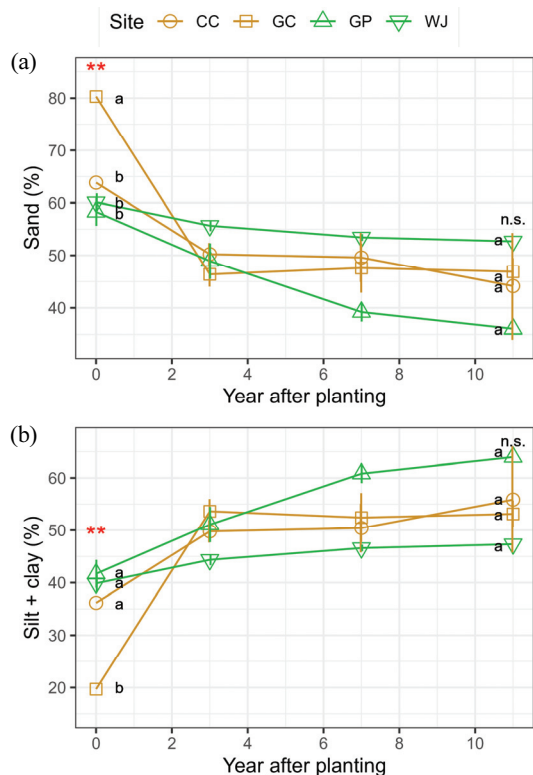 Site CC GC GP WJ
(a)
**
80
a
70
b
n.s.
60
b
b
a
50
a
a
40
a
Sand (%)
0 2 4 6 8 10
Year after planting
(b)
n.s.
a
60
a
**
50
a
a
40
a
a
a
30
20
b
Silt + clay (%)
0 2 4 6 8 10
Year after planting